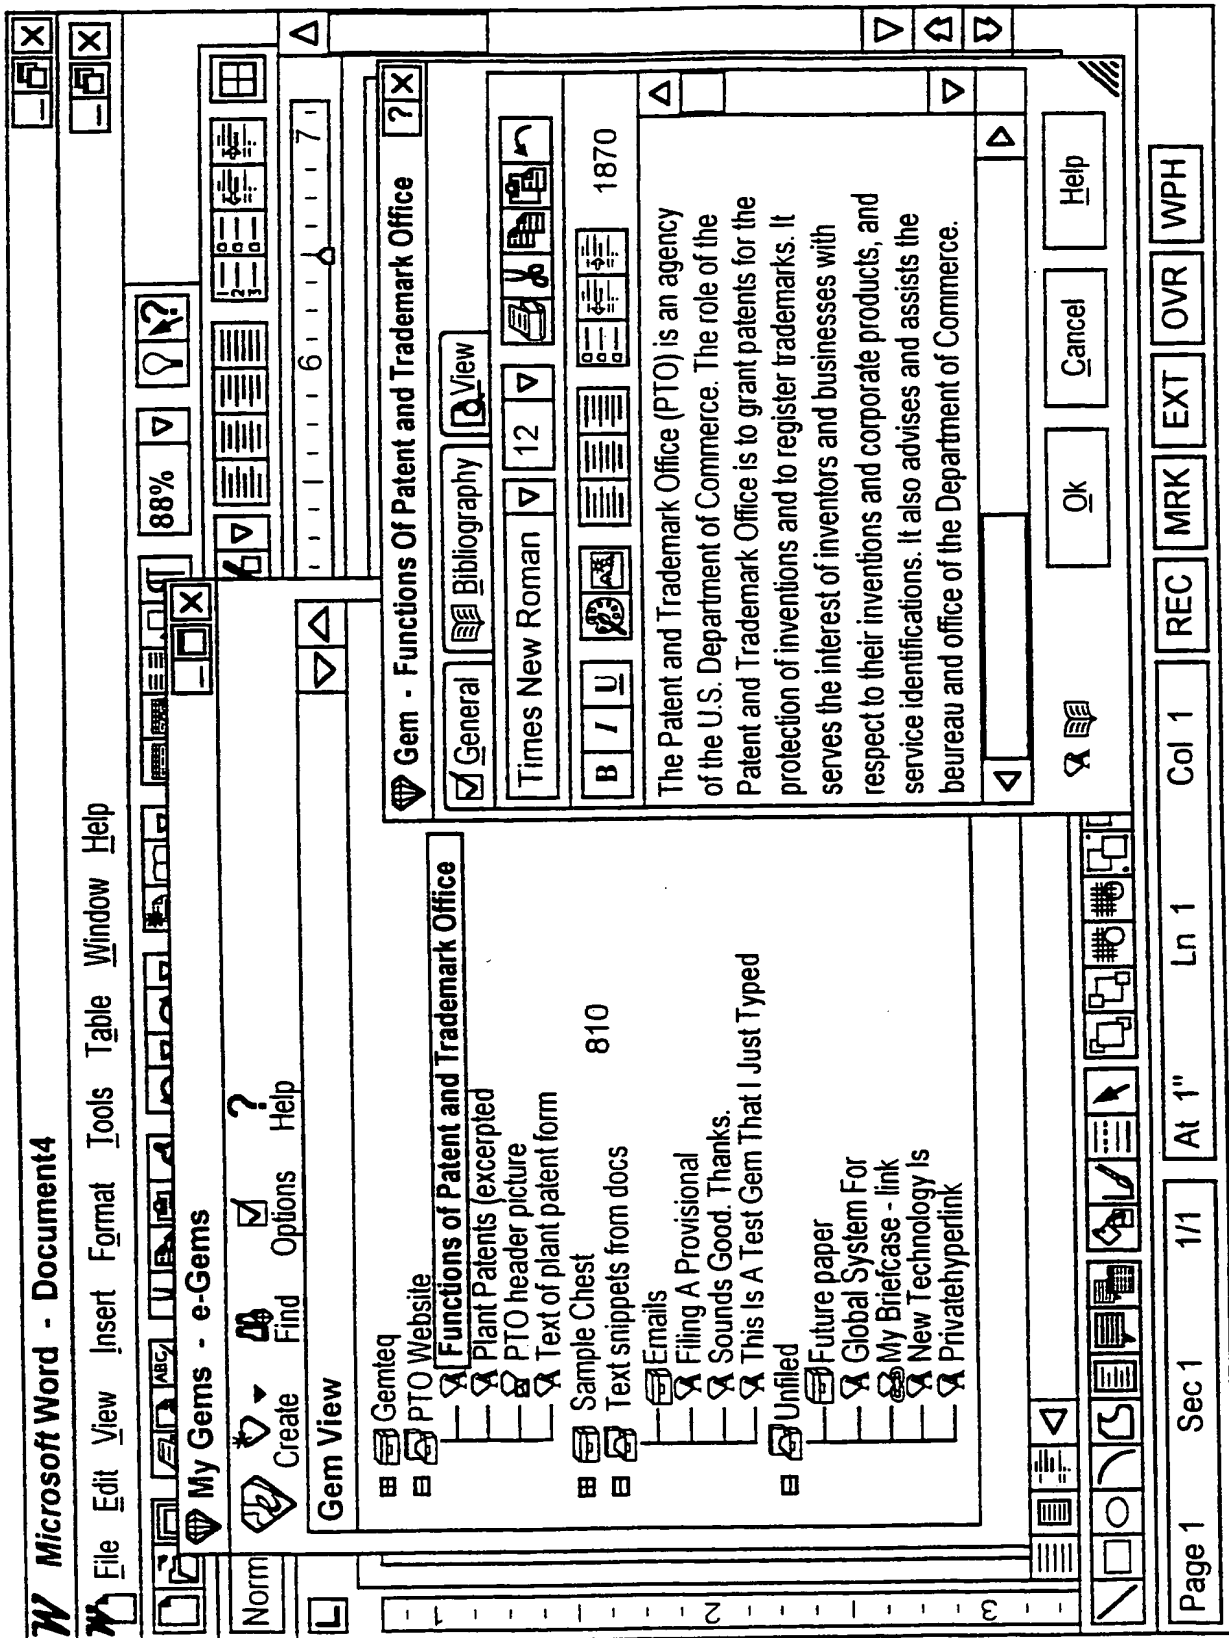 W Microsoft Word - Document4
File Edit View Insert Format Tools Table Window Help
ABC
88%
?
Norm
My Gems - e-Gems
Create Find Options Help
?
Gem View
Gemteq
PTO Website
Functions of Patent and Trademark Office
Plant Patents (excerpted
PTO header picture
Text of plant patent form
Sample Chest
810
Text snippets from docs
Emails
Filing A Provisional
Sounds Good. Thanks.
This Is A Test Gem That I Just Typed
Unfiled
Future paper
Global System For
My Briefcase - link
New Technology Is
Privatehyperlink
6 7
1 2 3
Gem - Functions Of Patent and Trademark Office
? X
General Bibliography View
Times New Roman 12
B I U
1870
The Patent and Trademark Office (PTO) is an agency
of the U.S. Department of Commerce. The role of the
Patent and Trademark Office is to grant patents for the
protection of inventions and to register trademarks. It
serves the interest of inventors and businesses with
respect to their inventions and corporate products, and
service identifications. It also advises and assists the
beureau and office of the Department of Commerce.
Ok Cancel Help
Page 1 Sec 1 1/1 At 1" Ln 1 Col 1 REC MRK EXT OVR WPH